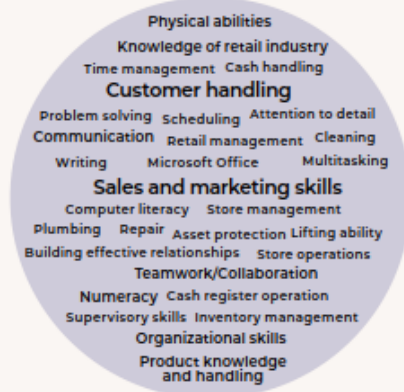 Physical abilities
Knowledge of retail industry
Time management Cash handling
Customer handling
Problem solving Scheduling Attention to detail
Communication Retail management Cleaning
Writing Microsoft Office Multitasking
Sales and marketing skills
Computer literacy Store management
Plumbing Repair Asset protection Lifting ability
Building effective relationships Store operations
Teamwork/Collaboration
Numeracy Cash register operation
Supervisory skills Inventory management
Organizational skills
Product knowledge
and handling